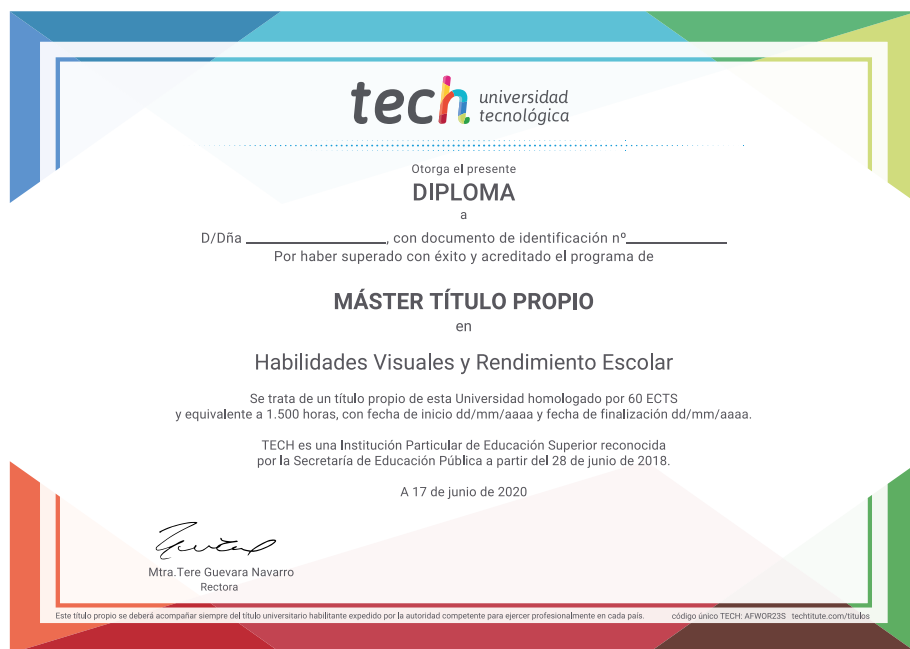 tech universidad
tecnológica
Otorga el presente
DIPLOMA
a
D/Dña ____________________, con documento de identificación nº______________
Por haber superado con éxito y acreditado el programa de
MÁSTER TÍTULO PROPIO
en
Habilidades Visuales y Rendimiento Escolar
Se trata de un título propio de esta Universidad homologado por 60 ECTS
y equivalente a 1.500 horas, con fecha de inicio dd/mm/aaaa y fecha de finalización dd/mm/aaaa.
TECH es una Institución Particular de Educación Superior reconocida
por la Secretaría de Educación Pública a partir del 28 de junio de 2018.
A 17 de junio de 2020
Mtra.Tere Guevara Navarro
Rectora
Este título propio se deberá acompañar siempre del título universitario habilitante expedido por la autoridad competente para ejercer profesionalmente en cada país. código único TECH: AFWOR23S techtitute.com/titulos